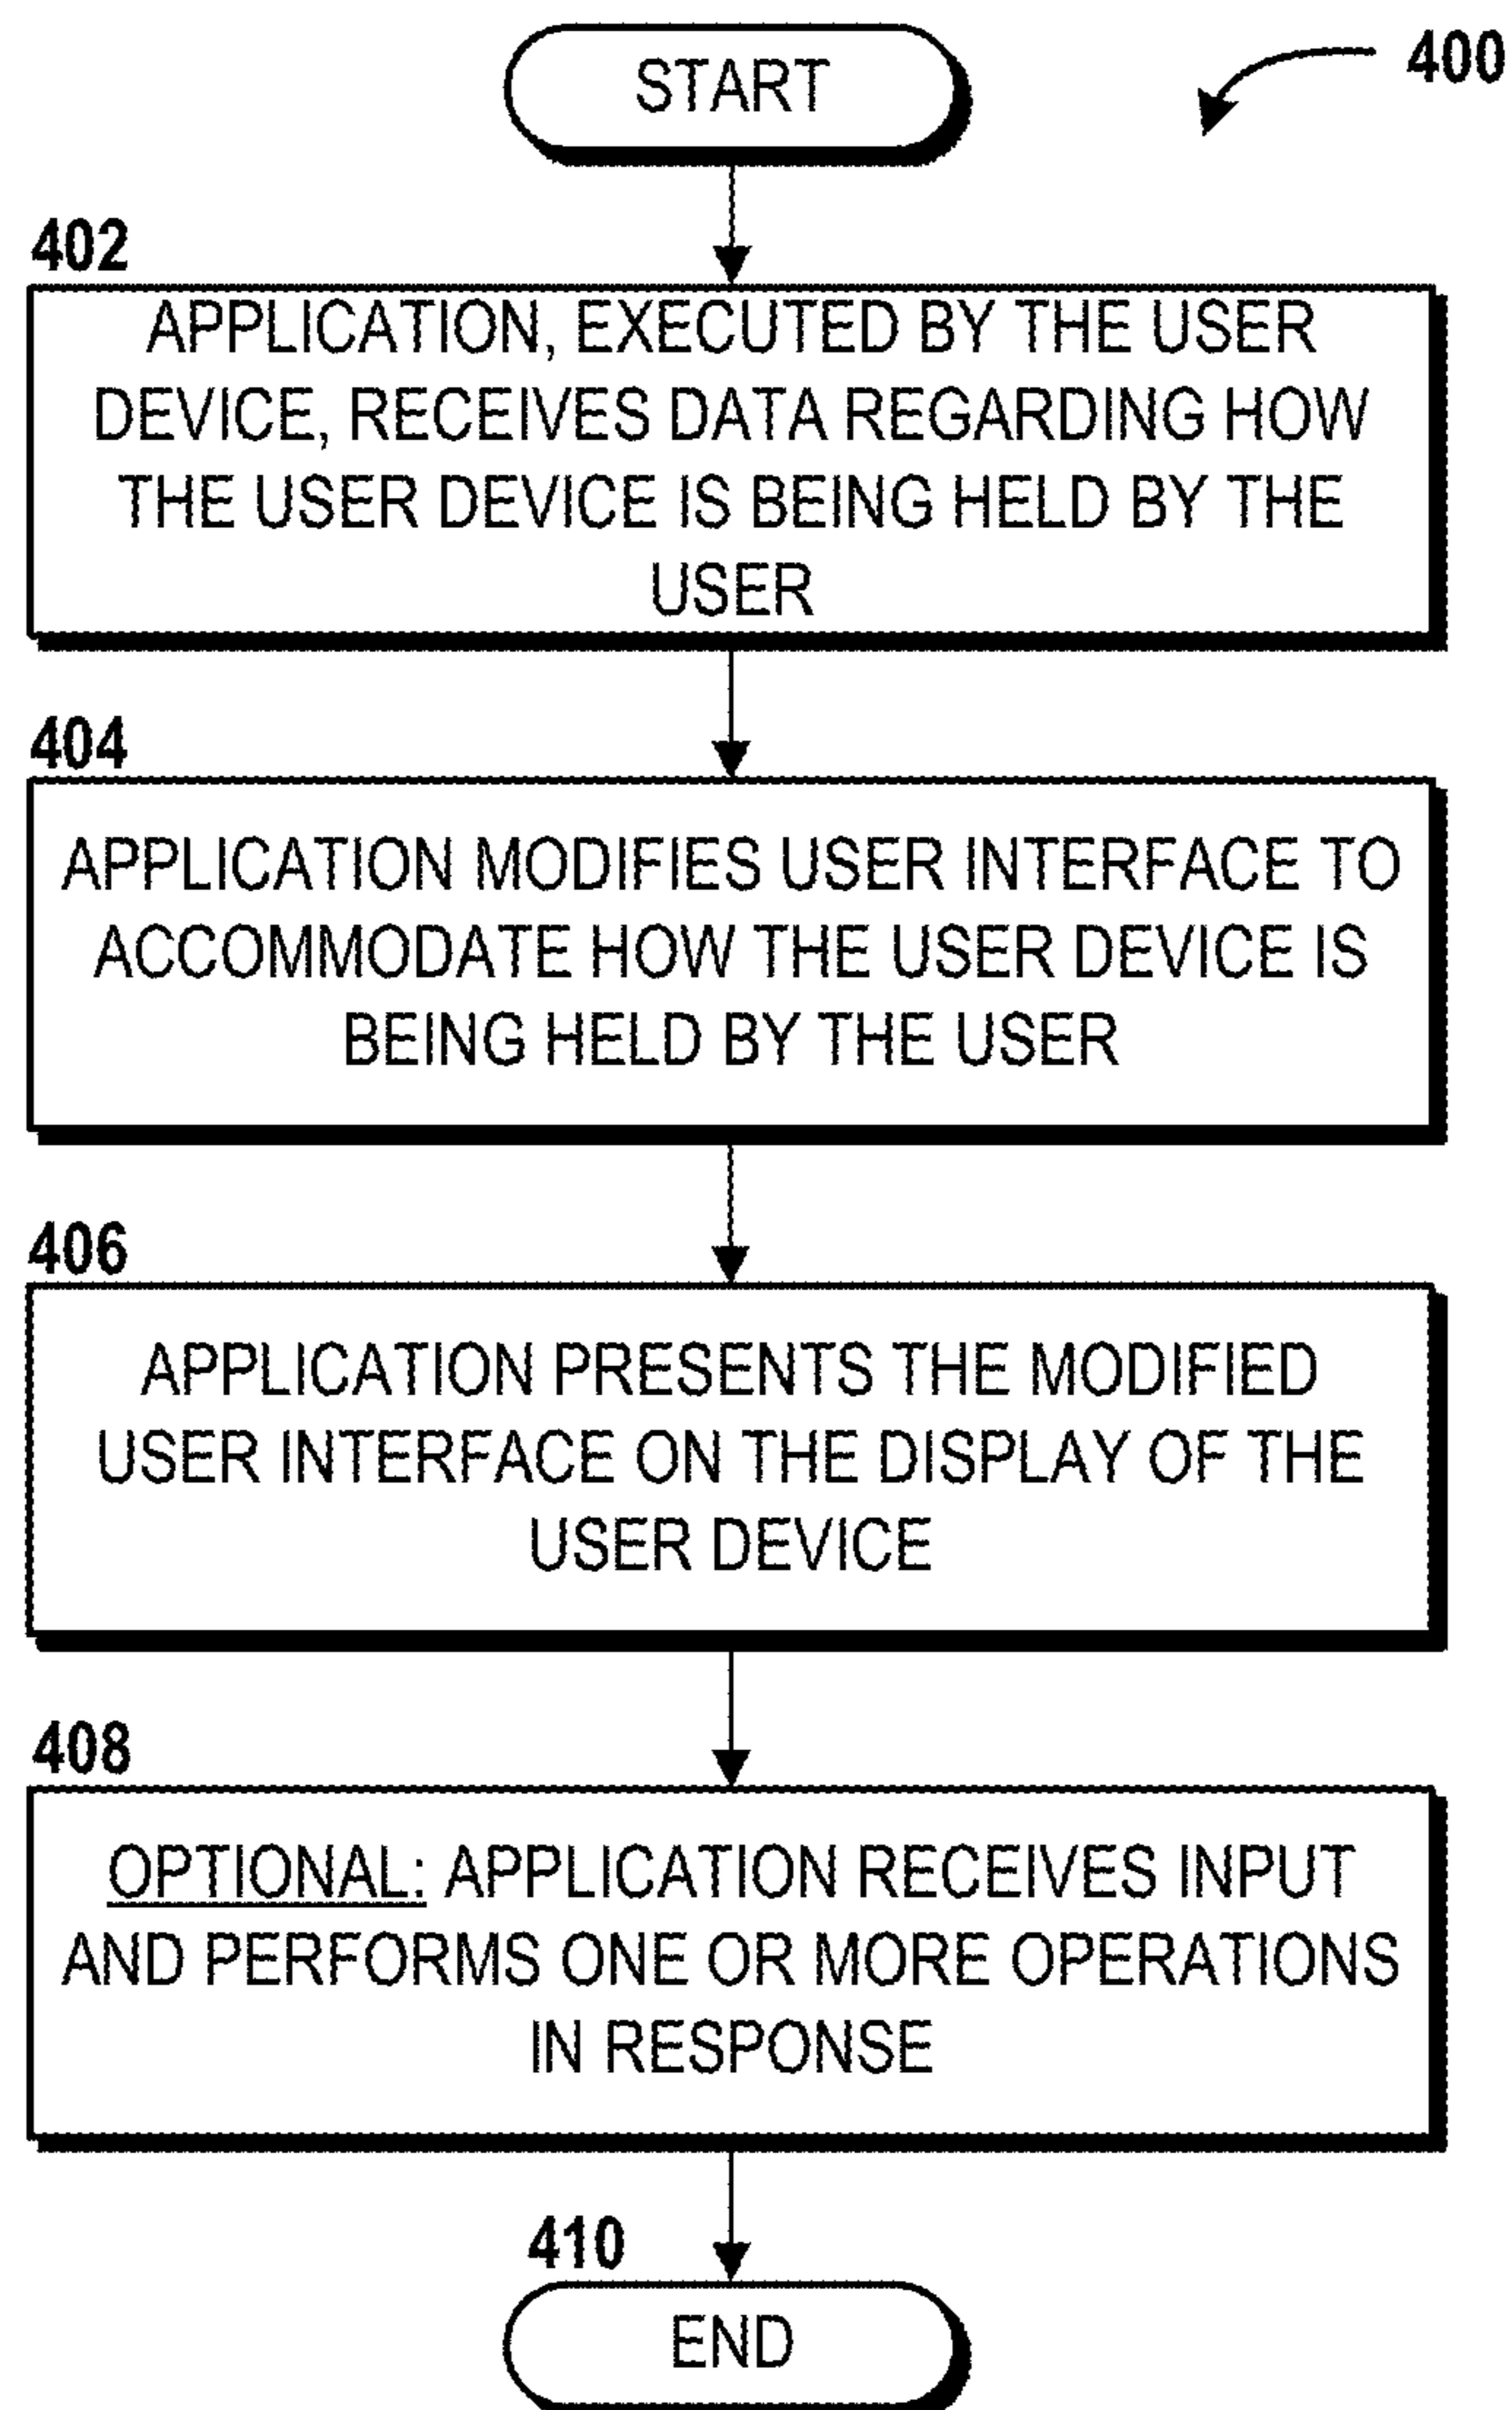 START
400
402
APPLICATION, EXECUTED BY THE USER
DEVICE, RECEIVES DATA REGARDING HOW
THE USER DEVICE IS BEING HELD BY THE
USER
404
APPLICATION MODIFIES USER INTERFACE TO
ACCOMMODATE HOW THE USER DEVICE IS
BEING HELD BY THE USER
406
APPLICATION PRESENTS THE MODIFIED
USER INTERFACE ON THE DISPLAY OF THE
USER DEVICE
408
OPTIONAL: APPLICATION RECEIVES INPUT
AND PERFORMS ONE OR MORE OPERATIONS
IN RESPONSE
410
END